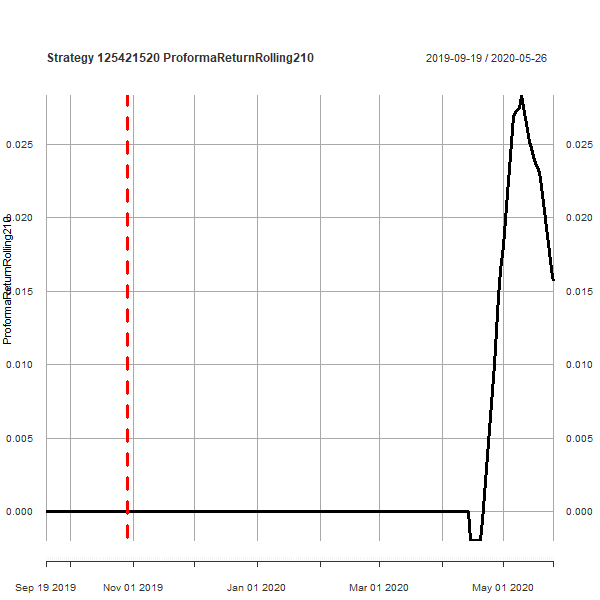 Strategy 125421520 ProformaReturnRolling210
2019-09-19 / 2020-05-26
ProformaReturnRolling210
0.025 0.025
0.020 0.020
0.015 0.015
0.010 0.010
0.005 0.005
0.000 0.000
Sep 19 2019 Nov 01 2019 Jan 01 2020 Mar 01 2020 May 01 2020